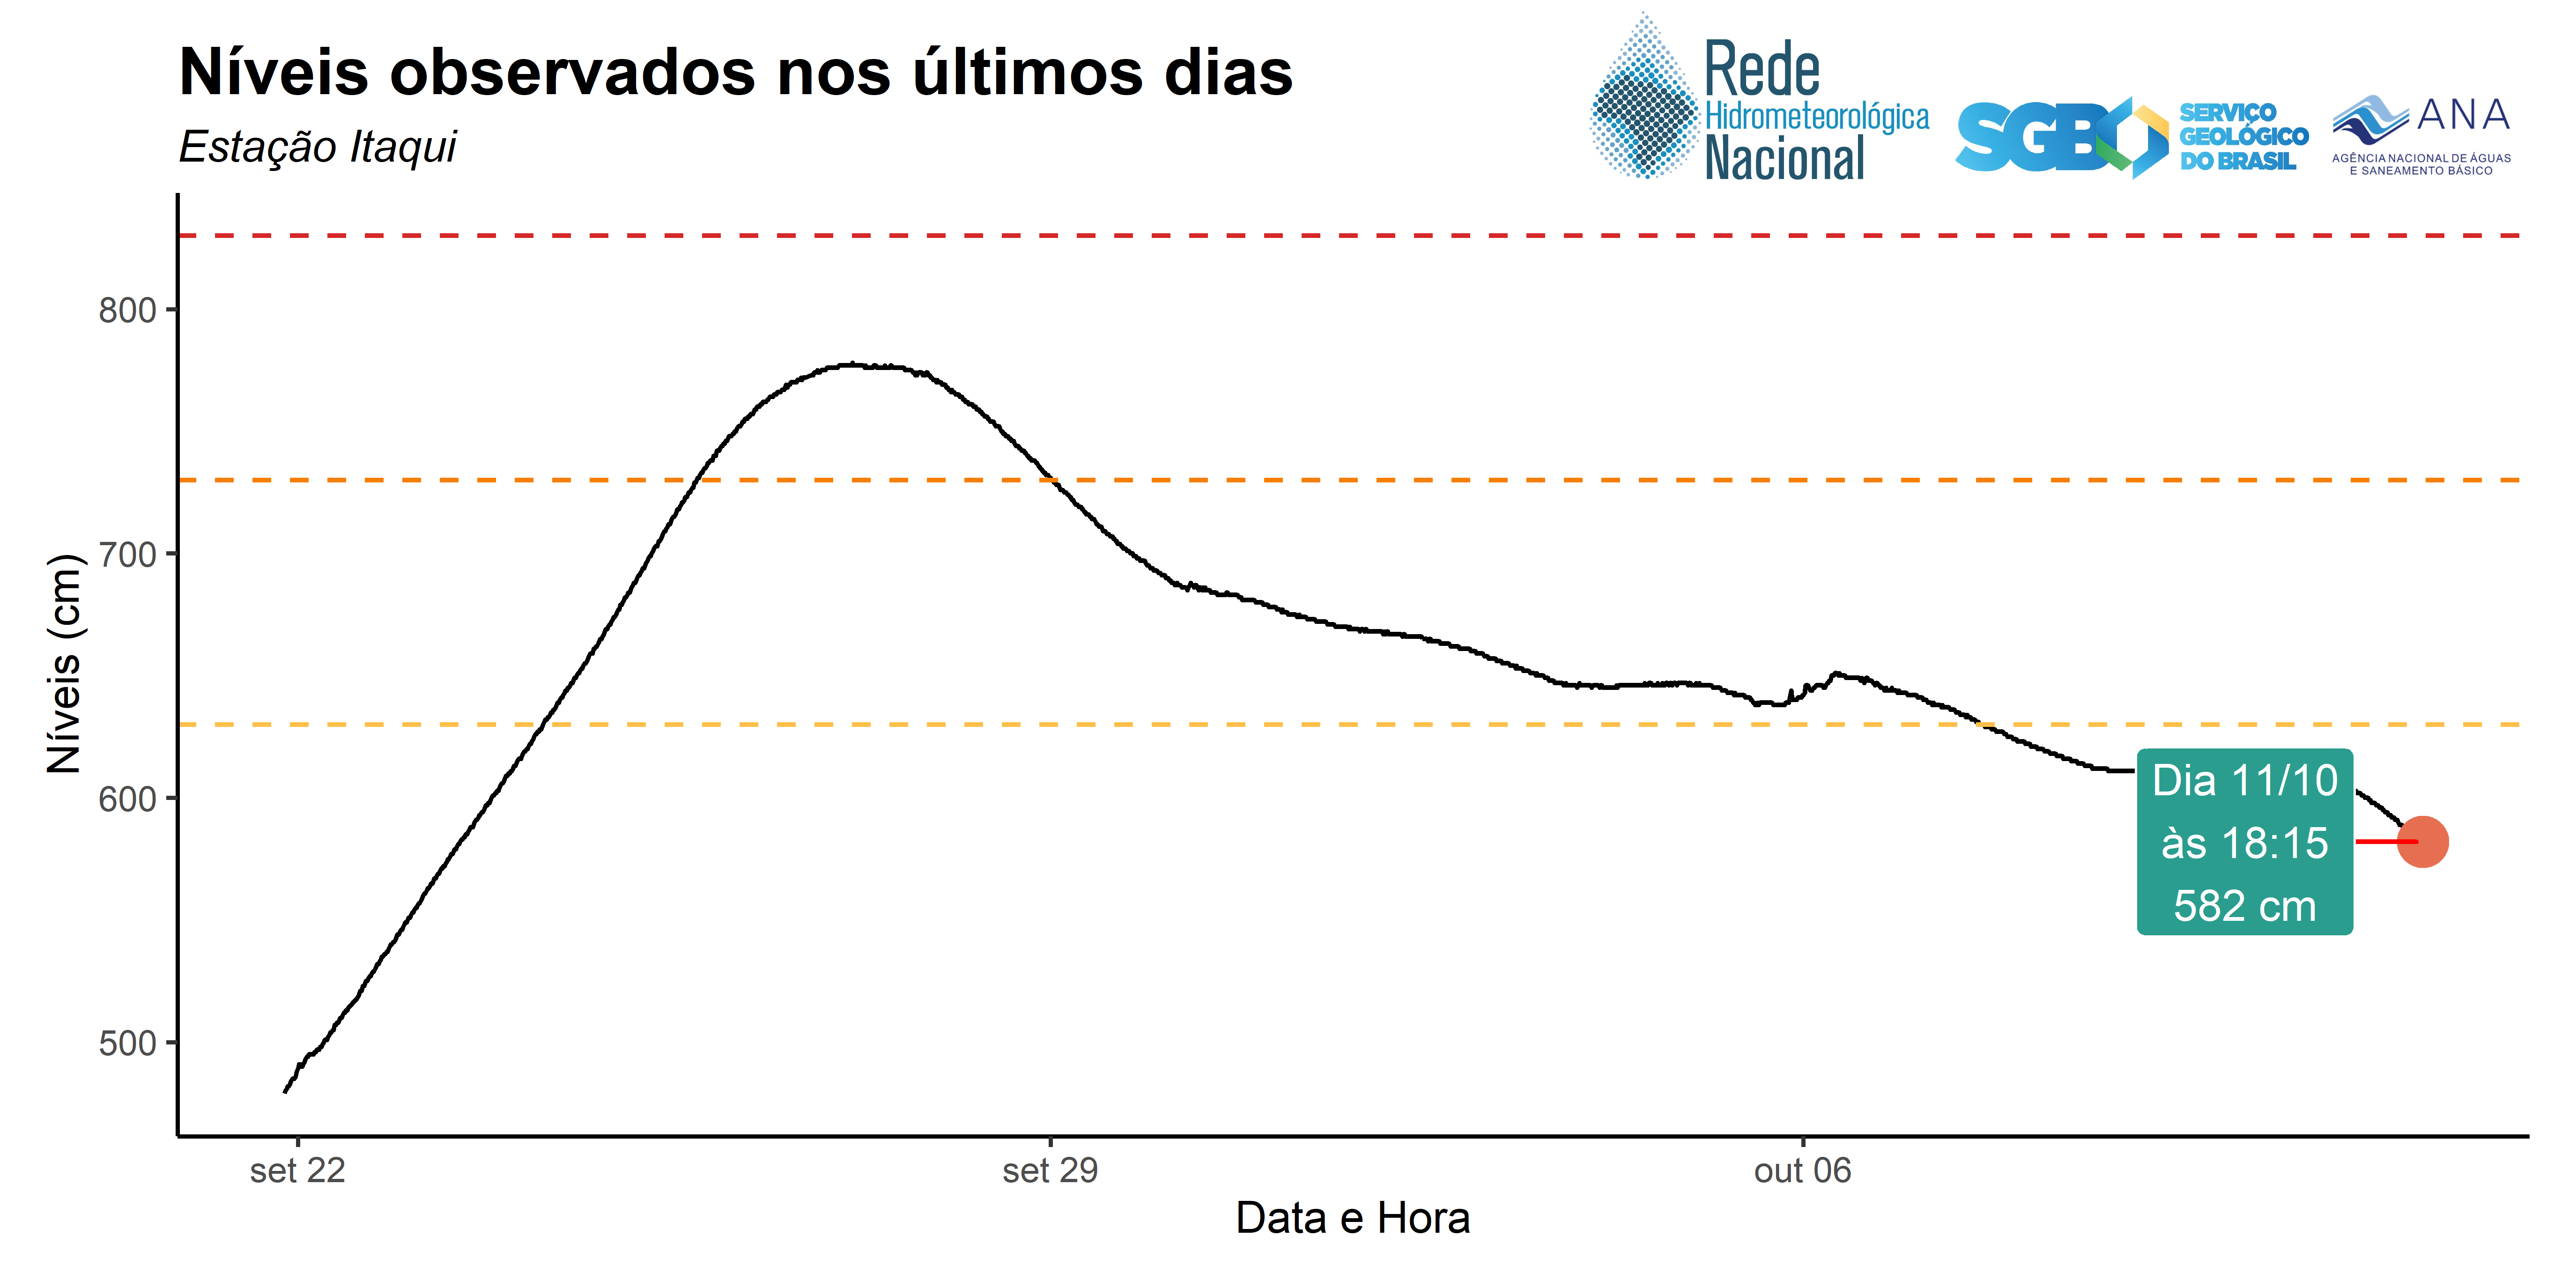 Níveis observados nos últimos dias
Estação Itaqui
Rede
Hidrometeorológica
Nacional
SGB
SERVIÇO
GEOLÓGICO
DO BRASIL
ANA
AGÊNCIA NACIONAL DE ÁGUAS
E SANEAMENTO BÁSICO
Níveis (cm)
800
700
600
500
Dia 11/10
às 18:15
582 cm
set 22
set 29
out 06
Data e Hora